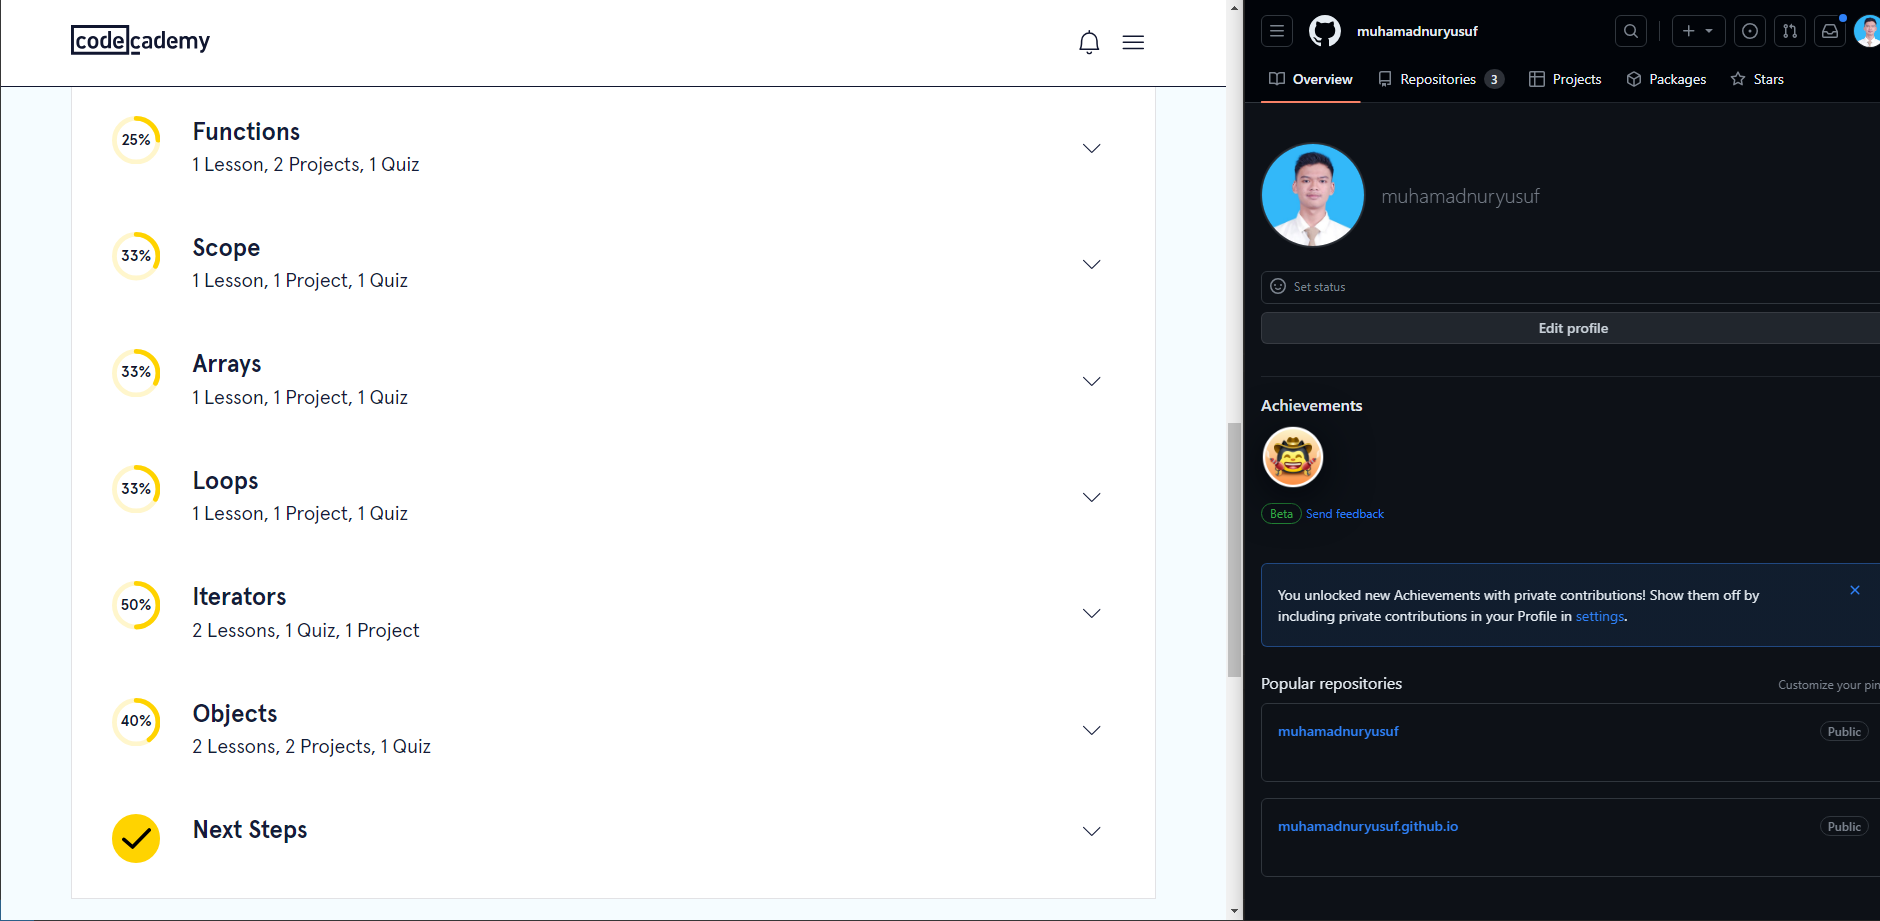 codecademy
25%
Functions
1 Lesson, 2 Projects, 1 Quiz
33%
Scope
1 Lesson, 1 Project, 1 Quiz
33%
Arrays
1 Lesson, 1 Project, 1 Quiz
33%
Loops
1 Lesson, 1 Project, 1 Quiz
50%
Iterators
2 Lessons, 1 Quiz, 1 Project
40%
Objects
2 Lessons, 2 Projects, 1 Quiz
Next Steps
muhamadnuryusuf
Overview Repositories 3 Projects Packages Stars
muhamadnuryusuf
Set status
Edit profile
Achievements
Beta Send feedback
You unlocked new Achievements with private contributions! Show them off by
including private contributions in your Profile in settings.
Popular repositories
Customize your pin
muhamadnuryusuf Public
muhamadnuryusuf.github.io Public